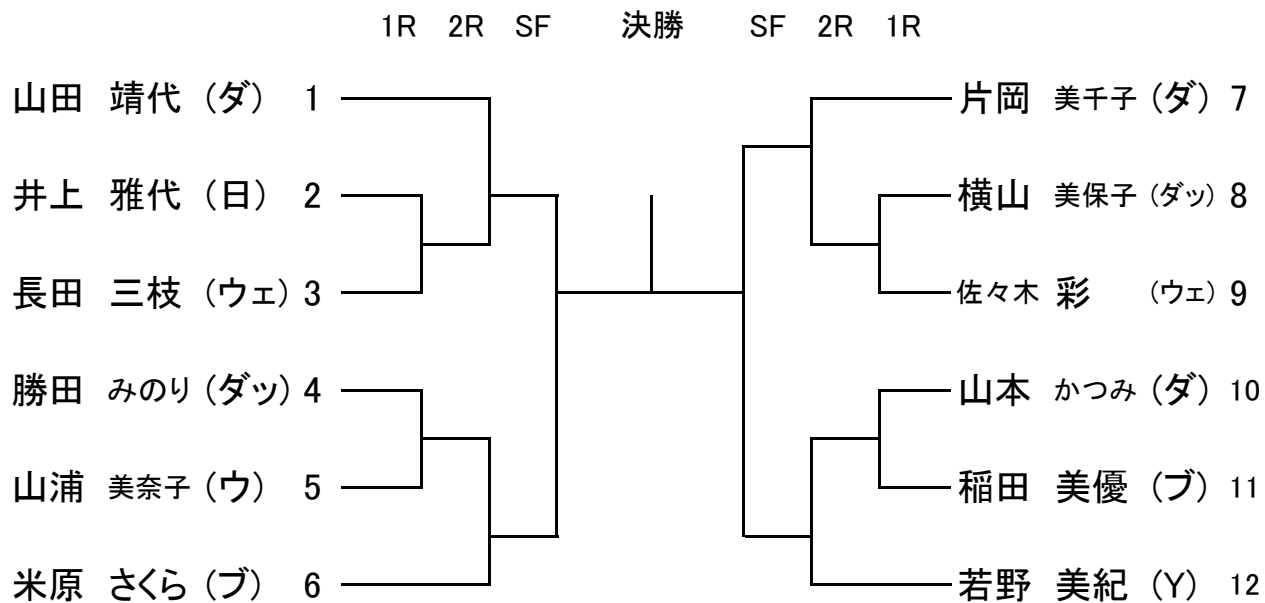 1R 2R SF 決勝 SF 2R 1R
山田 靖代 (ダ) 1 片岡 美千子 (ダ) 7
井上 雅代 (日) 2 横山 美保子 (ダッ) 8
長田 三枝 (ウェ) 3 佐々木 彩 (ウェ) 9
勝田 みのり (ダッ) 4 山本 かつみ (ダ) 10
山浦 美奈子 (ウ) 5 稲田 美優 (ブ) 11
米原 さくら (ブ) 6 若野 美紀 (Y) 12